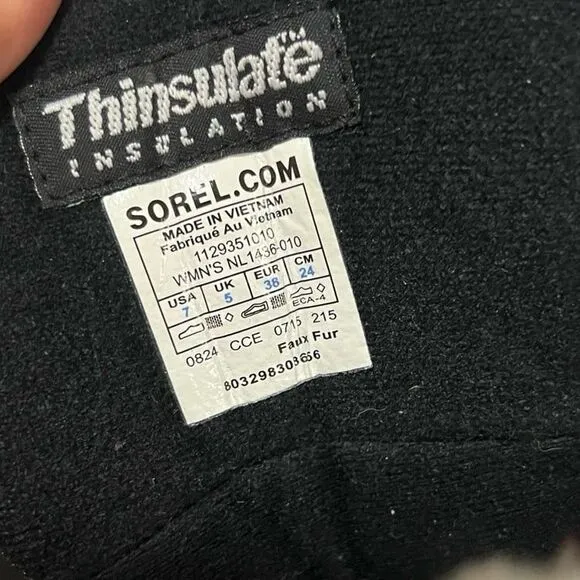 Thinsulate™
INSULATION
SOREL.COM
MADE IN VIETNAM
Fabriqué Au Vietnam
1129351010
WMN'S NL1436-010
USA UK EUR CM
7 5 38 24
ECA-4
0824 CCE 0715 215
Faux Fur